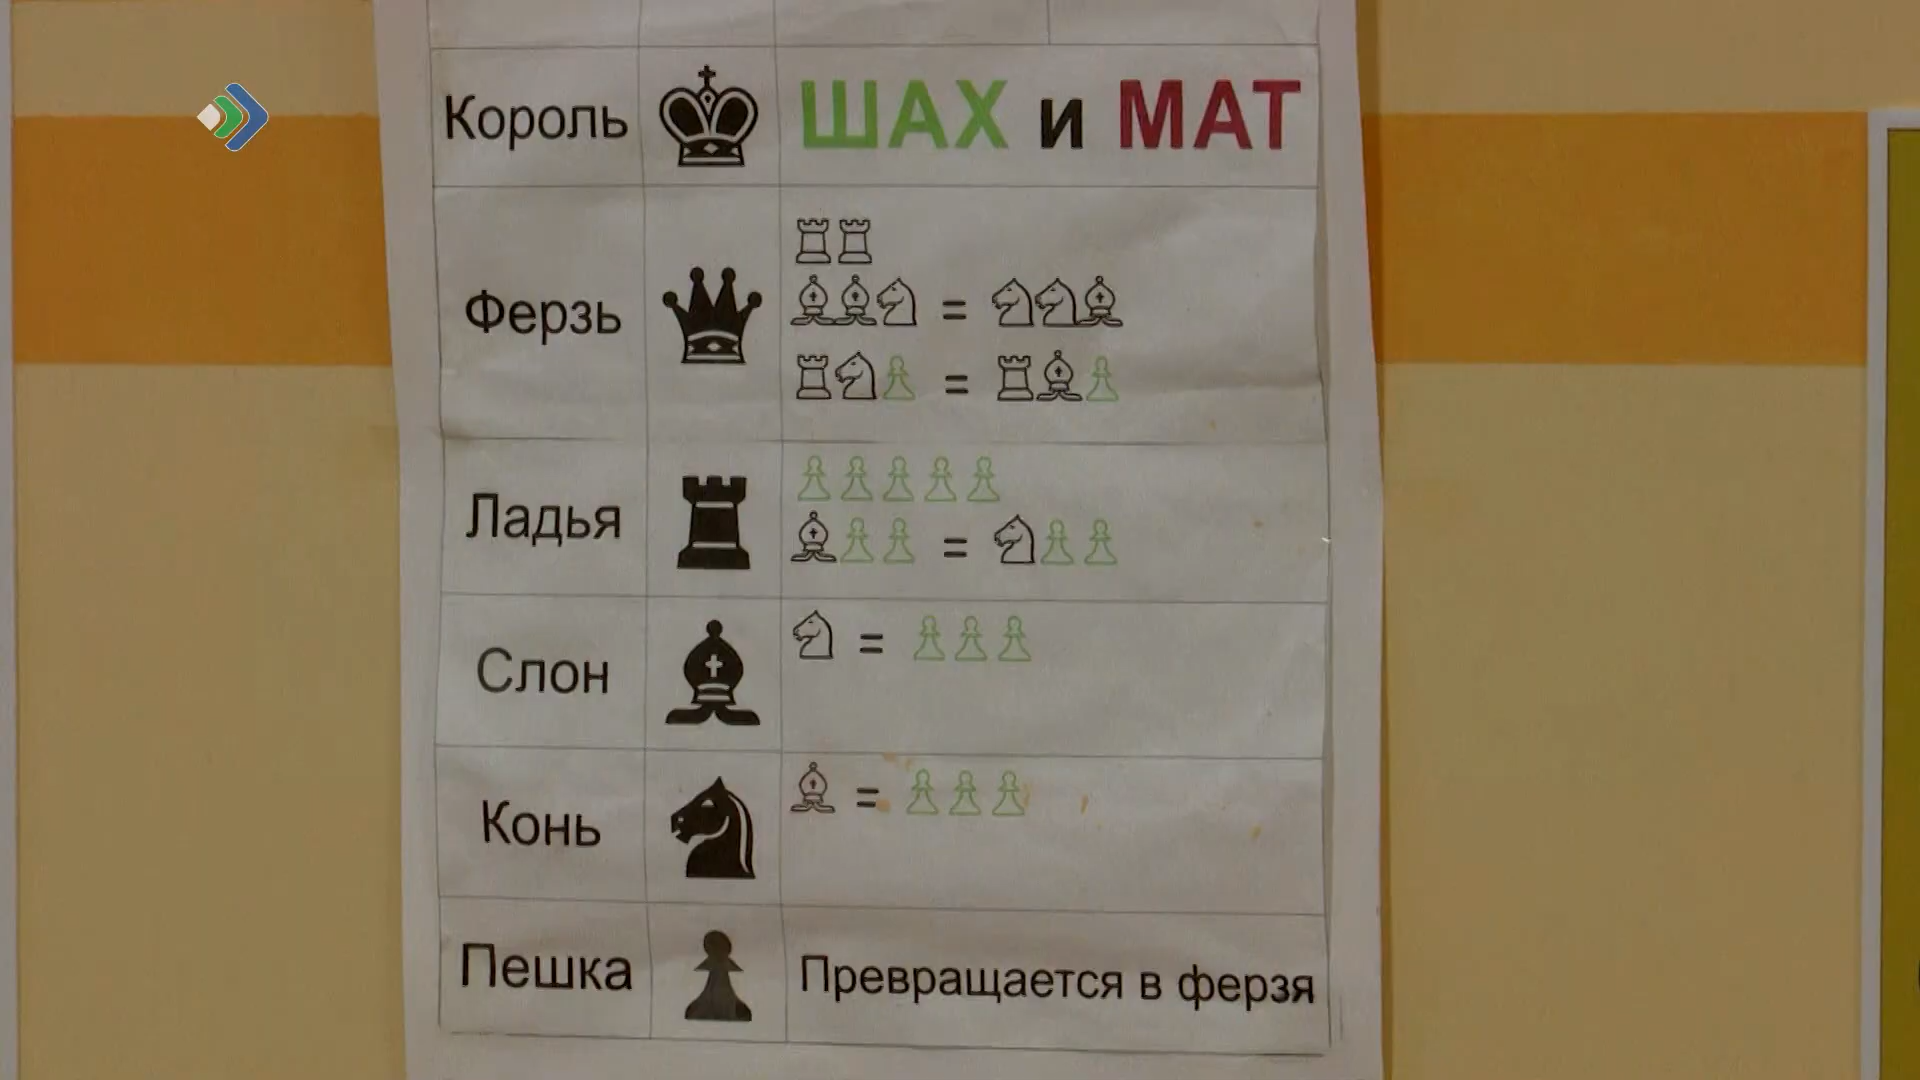 Король ШАХ и МАТ
Ферзь
=
=
Ладья
=
Слон
=
Конь
=
Пешка Превращается в ферзя